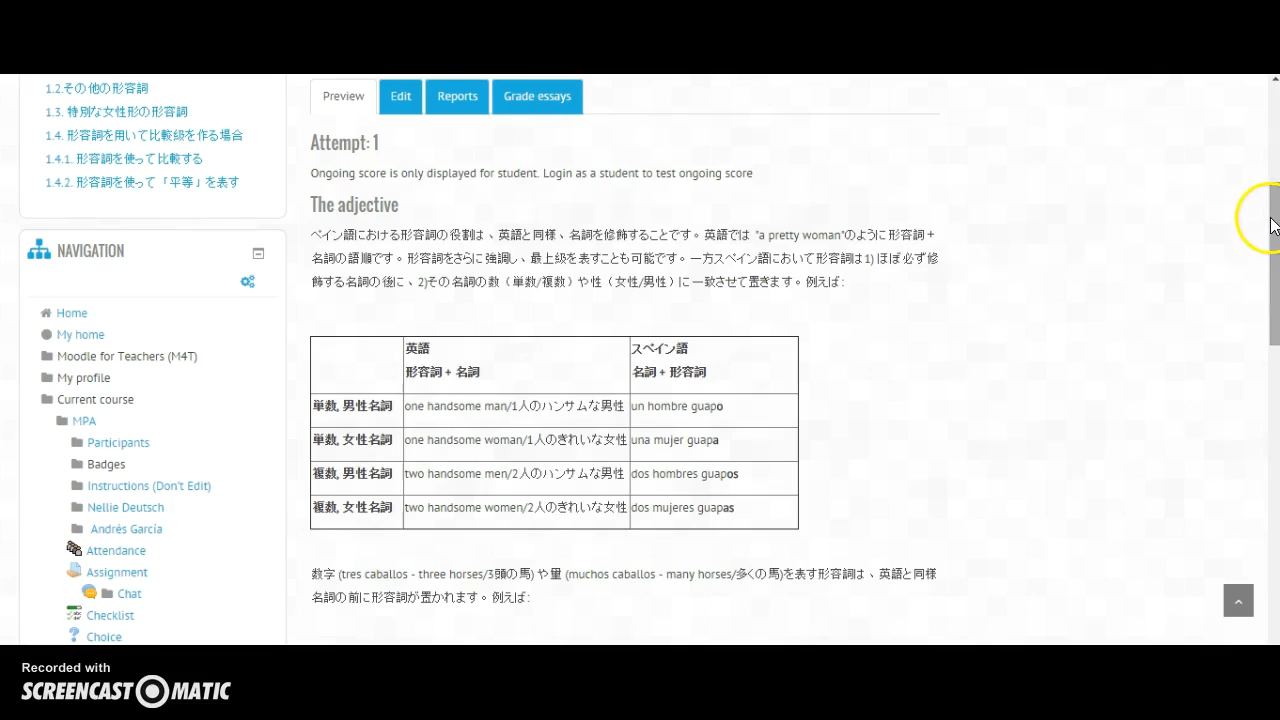 1.2.その他の形容詞
1.3. 特別な女性形の形容詞
1.4. 形容詞を用いて比較級を作る場合
1.4.1. 形容詞を使って比較する
1.4.2. 形容詞を使って「平等」を表す
NAVIGATION
Home
My home
Moodle for Teachers (M4T)
My profile
Current course
MPA
Participants
Badges
Instructions (Don't Edit)
Nellie Deutsch
Andrés García
Attendance
Assignment
Chat
Checklist
Choice
Preview Edit Reports Grade essays
Attempt: 1
Ongoing score is only displayed for student. Login as a student to test ongoing score
The adjective
ペイン語における形容詞の役割は、英語と同様、名詞を修飾することです。英語では "a pretty woman"のように形容詞 +
名詞の語順です。形容詞をさらに強調し、最上級を表すことも可能です。一方スペイン語において形容詞は1) ほぼ必ず修
飾する名詞の後に、2)その名詞の数（単数/複数）や性（女性/男性）に一致させて置きます。例えば:
英語 スペイン語
形容詞 + 名詞 名詞 + 形容詞
単数, 男性名詞 one handsome man/1人のハンサムな男性 un hombre guapo
単数, 女性名詞 one handsome woman/1人のきれいな女性 una mujer guapa
複数, 男性名詞 two handsome men/2人のハンサムな男性 dos hombres guapos
複数, 女性名詞 two handsome women/2人のきれいな女性 dos mujeres guapas
数字 (tres caballos - three horses/3頭の馬) や量 (muchos caballos - many horses/多くの馬)を表す形容詞は、英語と同様
名詞の前に形容詞が置かれます。例えば:
Recorded with
SCREENCAST MATIC